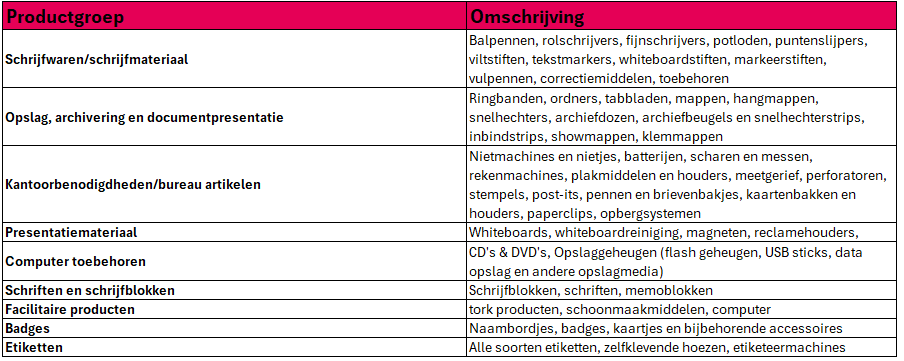 Productgroep Omschrijving
Schrijfwaren/schrijfmateriaal
Balpennen, rolschrijvers, fijnschrijvers, potloden, puntenslijpers,
viltstiften, tekstmarkers, whiteboardstiften, markeerstiften,
vulpennen, correctiemiddelen, toebehoren
Opslag, archivering en documentpresentatie
Ringbanden, ordners, tabbladen, mappen, hangmappen,
snelhechters, archiefdozen, archiefbeugels en snelhechterstrips,
inbindstrips, showmappen, klemmappen
Kantoorbenodigdheden/bureau artikelen
Nietmachines en nietjes, batterijen, scharen en messen,
rekenmachines, plakmiddelen en houders, meetgerief, perforatoren,
stempels, post-its, pennen en brievenbakjes, kaartenbakken en
houders, paperclips, opbergsystemen
Presentatiemateriaal Whiteboards, whiteboardreiniging, magneten, reclamehouders,
Computer toebehoren
CD's & DVD's, Opslaggeheugen (flash geheugen, USB sticks, data
opslag en andere opslagmedia)
Schriften en schrijfblokken Schrijfblokken, schriften, memoblokken
Facilitaire producten tork producten, schoonmaakmiddelen, computer
Badges Naambordjes, badges, kaartjes en bijbehorende accessoires
Etiketten Alle soorten etiketten, zelfklevende hoezen, etiketeermachines